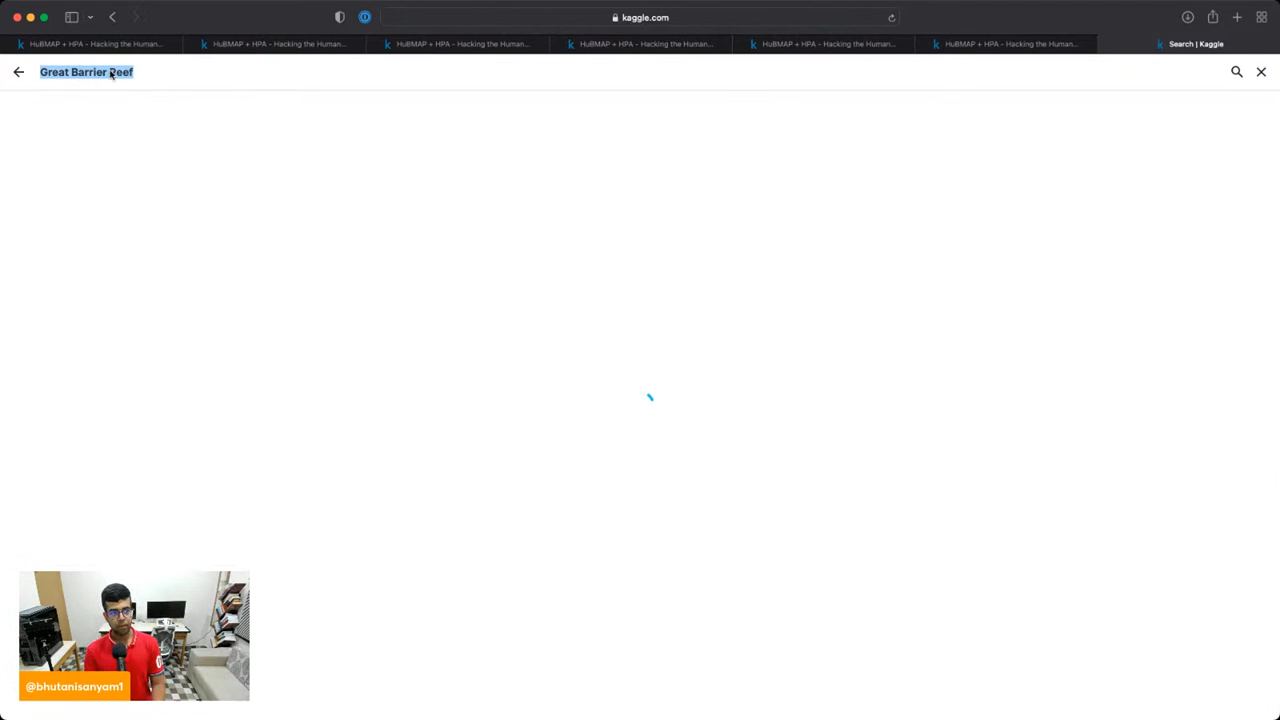 kaggle.com
HuBMAP + HPA - Hacking the Human...
HuBMAP + HPA - Hacking the Human...
HuBMAP + HPA - Hacking the Human...
HuBMAP + HPA - Hacking the Human...
HuBMAP + HPA - Hacking the Human...
HuBMAP + HPA - Hacking the Human...
Search | Kaggle
Great Barrier Reef
@bhutanisanyam1